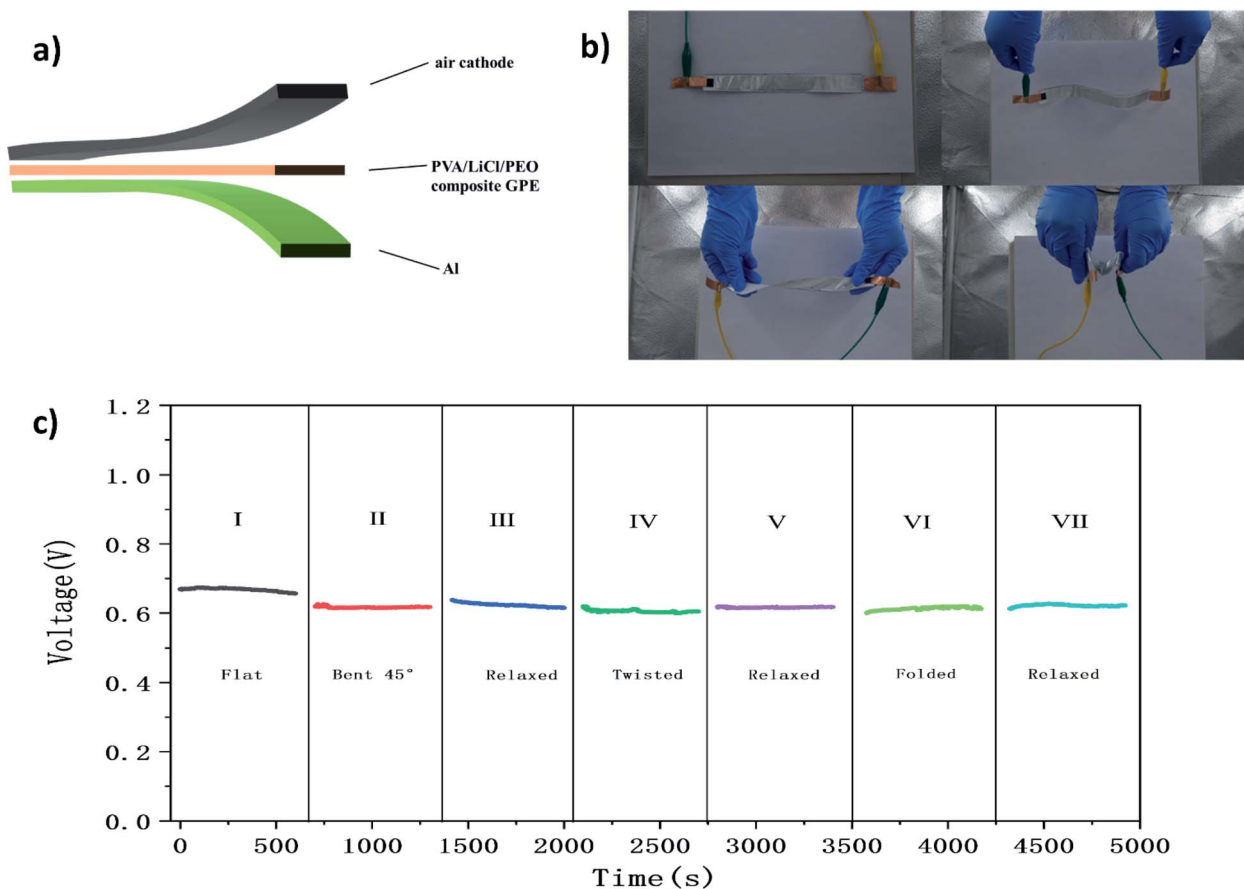 a)
air cathode
PVA/LiCl/PEO
composite GPE
Al
b)
c)
Voltage(V)
1.2
1.0
0.8
0.6
0.4
0.2
0.0
I II III IV V VI VII
Flat Bent 45° Relaxed Twisted Relaxed Folded Relaxed
0 500 1000 1500 2000 2500 3000 3500 4000 4500 5000
Time(s)